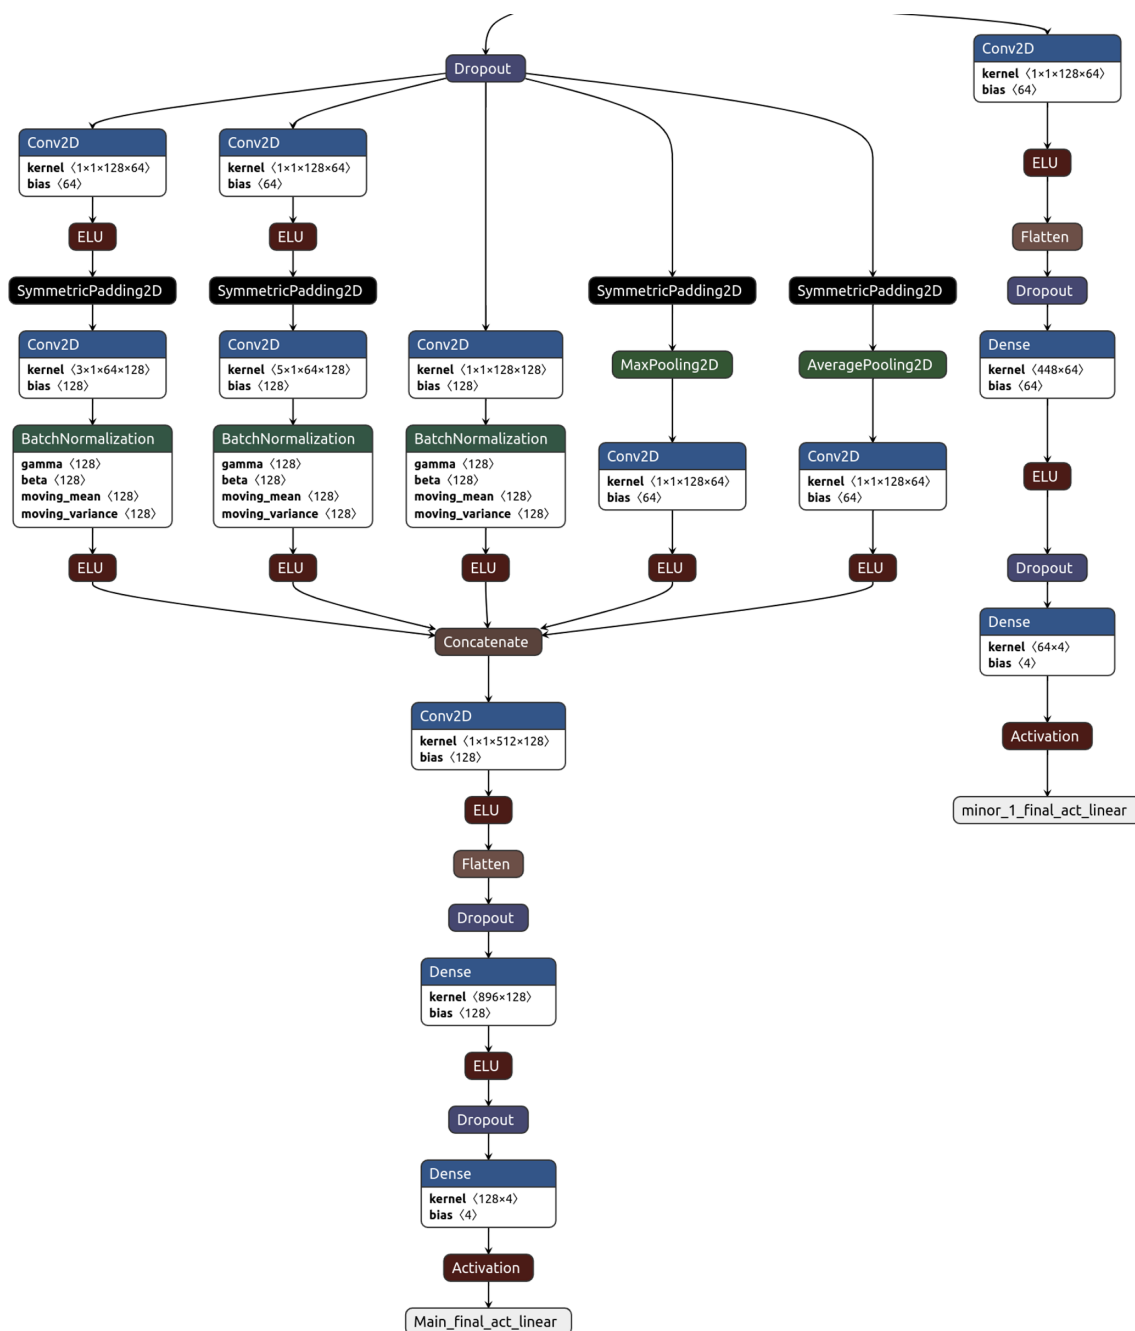 Dropout
Conv2D
kernel 〈1×1×128×64〉
bias 〈64〉
ELU
SymmetricPadding2D
Conv2D
kernel 〈3×1×64×128〉
bias 〈128〉
BatchNormalization
gamma 〈128〉
beta 〈128〉
moving_mean 〈128〉
moving_variance 〈128〉
ELU
Conv2D
kernel 〈1×1×128×64〉
bias 〈64〉
ELU
SymmetricPadding2D
Conv2D
kernel 〈5×1×64×128〉
bias 〈128〉
BatchNormalization
gamma 〈128〉
beta 〈128〉
moving_mean 〈128〉
moving_variance 〈128〉
ELU
Conv2D
kernel 〈1×1×128×128〉
bias 〈128〉
BatchNormalization
gamma 〈128〉
beta 〈128〉
moving_mean 〈128〉
moving_variance 〈128〉
ELU
SymmetricPadding2D
MaxPooling2D
Conv2D
kernel 〈1×1×128×64〉
bias 〈64〉
ELU
SymmetricPadding2D
AveragePooling2D
Conv2D
kernel 〈1×1×128×64〉
bias 〈64〉
ELU
Concatenate
Conv2D
kernel 〈1×1×512×128〉
bias 〈128〉
ELU
Flatten
Dropout
Dense
kernel 〈896×128〉
bias 〈128〉
ELU
Dropout
Dense
kernel 〈128×4〉
bias 〈4〉
Activation
Main_final_act_linear
Conv2D
kernel 〈1×1×128×64〉
bias 〈64〉
ELU
Flatten
Dropout
Dense
kernel 〈448×64〉
bias 〈64〉
ELU
Dropout
Dense
kernel 〈64×4〉
bias 〈4〉
Activation
minor_1_final_act_linear